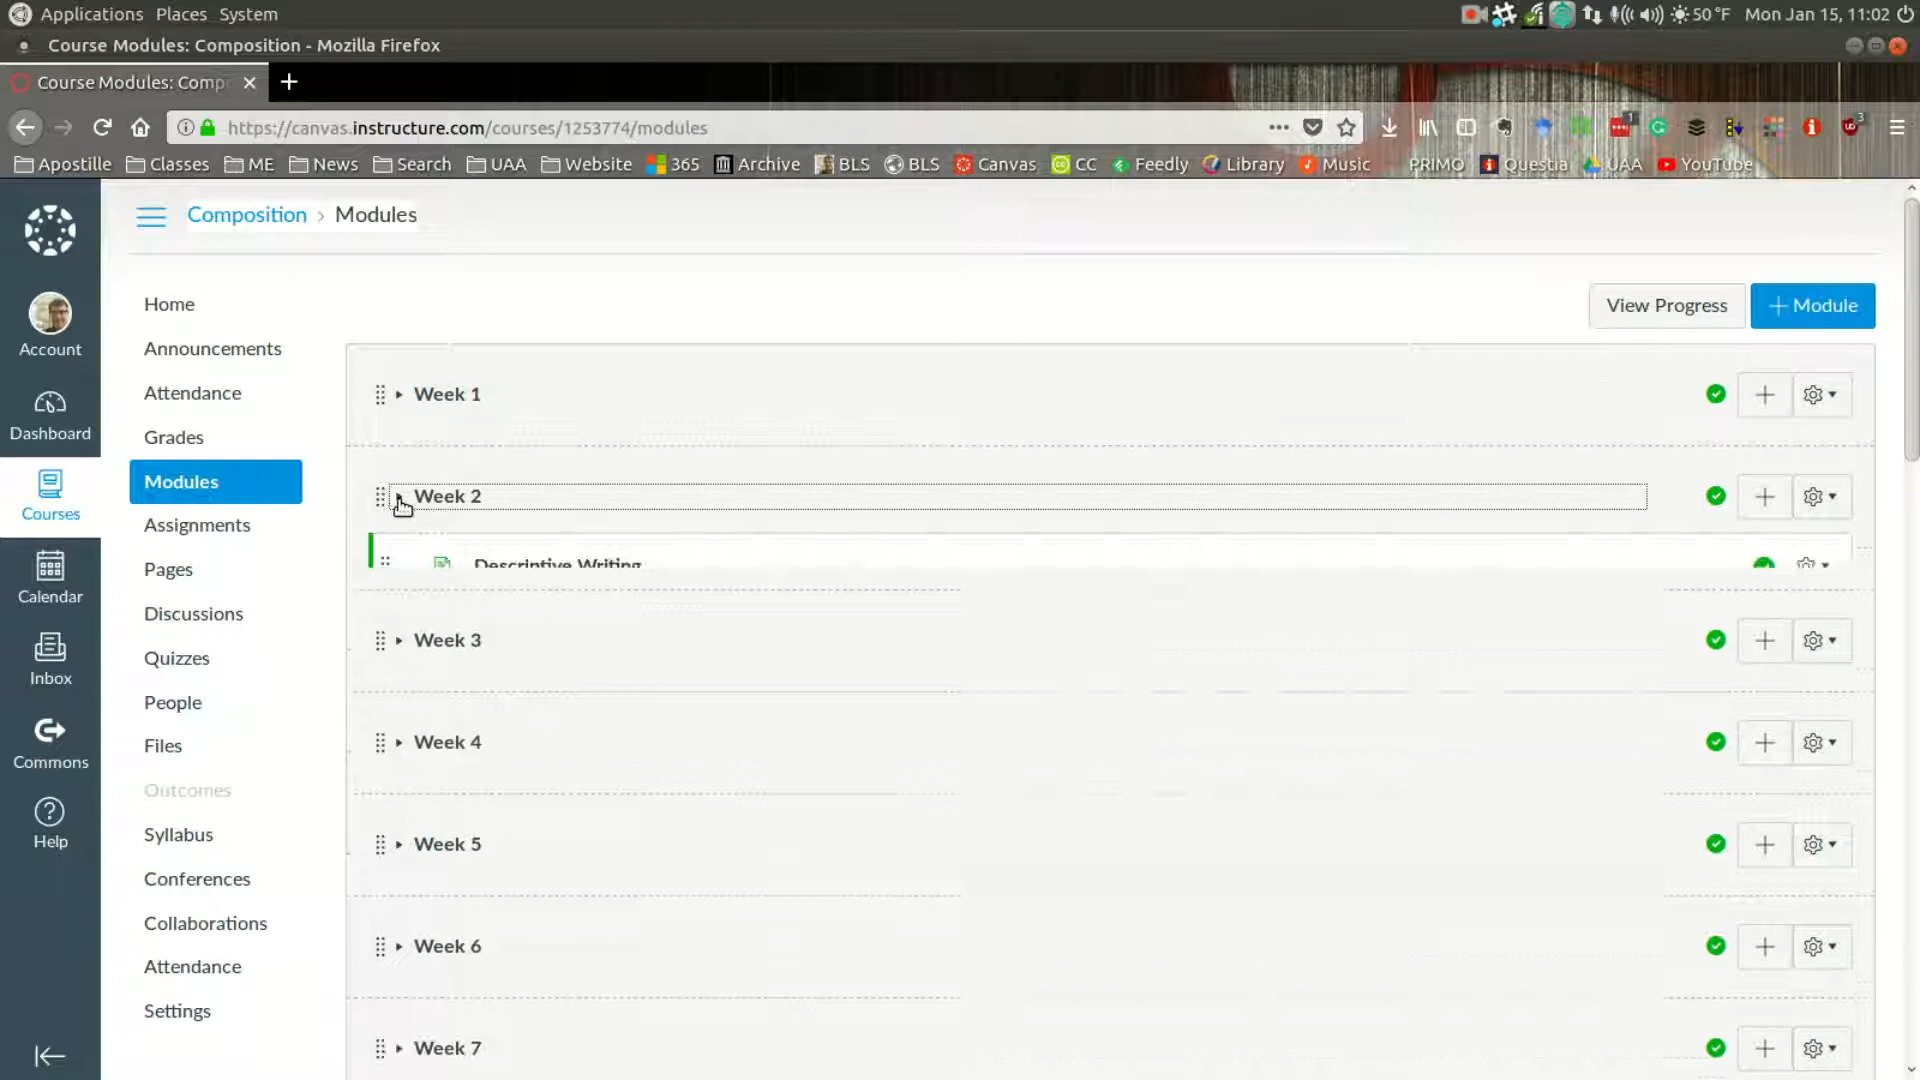 Applications Places System
50 °F Mon Jan 15, 11:02
Course Modules: Composition - Mozilla Firefox
Course Modules: Comp
https://canvas.instructure.com/courses/1253774/modules
1
3
Apostille Classes ME News Search UAA Website 365 Archive BLS BLS Canvas CC Feedly Library Music PRIMO Questia UAA YouTube
Composition › Modules
Account
Dashboard
Courses
Calendar
Inbox
Commons
Help
Home
Announcements
Attendance
Grades
Modules
Assignments
Pages
Discussions
Quizzes
People
Files
Outcomes
Syllabus
Conferences
Collaborations
Attendance
Settings
View Progress
+ Module
Week 1
Week 2
Descriptive Writing
Week 3
Week 4
Week 5
Week 6
Week 7